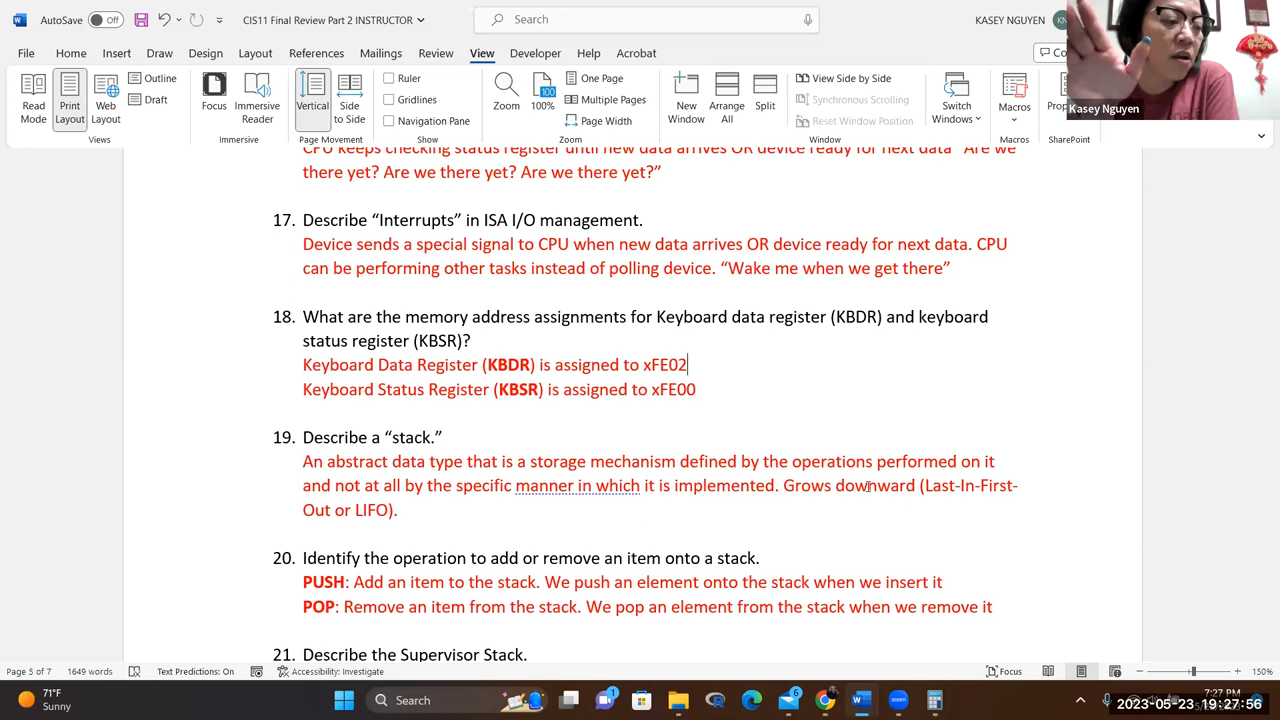 AutoSave Off
CIS11 Final Review Part 2 INSTRUCTOR
Search
KASEY NGUYEN
KN
File Home Insert Draw Design Layout References Mailings Review View Developer Help Acrobat
Read Mode
Print Layout
Web Layout
Outline
Draft
Views
Focus
Immersive Reader
Immersive
Vertical
Side to Side
Page Movement
Ruler
Gridlines
Navigation Pane
Show
Zoom
100
100%
One Page
Multiple Pages
Page Width
Zoom
New Window
Arrange All
Split
View Side by Side
Synchronous Scrolling
Reset Window Position
Window
Switch Windows
Macros
Macros
SharePoint
Kasey Nguyen
CPU keeps checking status register until new data arrives OR device ready for next data “Are we
there yet? Are we there yet? Are we there yet?”
17. Describe “Interrupts” in ISA I/O management.
Device sends a special signal to CPU when new data arrives OR device ready for next data. CPU
can be performing other tasks instead of polling device. “Wake me when we get there”
18. What are the memory address assignments for Keyboard data register (KBDR) and keyboard
status register (KBSR)?
Keyboard Data Register (KBDR) is assigned to xFE02
Keyboard Status Register (KBSR) is assigned to xFE00
19. Describe a “stack.”
An abstract data type that is a storage mechanism defined by the operations performed on it
and not at all by the specific manner in which it is implemented. Grows downward (Last-In-First-
Out or LIFO).
20. Identify the operation to add or remove an item onto a stack.
PUSH: Add an item to the stack. We push an element onto the stack when we insert it
POP: Remove an item from the stack. We pop an element from the stack when we remove it
21. Describe the Supervisor Stack.
Page 5 of 7 1649 words Text Predictions: On Accessibility: Investigate Focus 150%
71°F
Sunny
Search
1
6
7:27 PM
2023-05-23 19:27:56